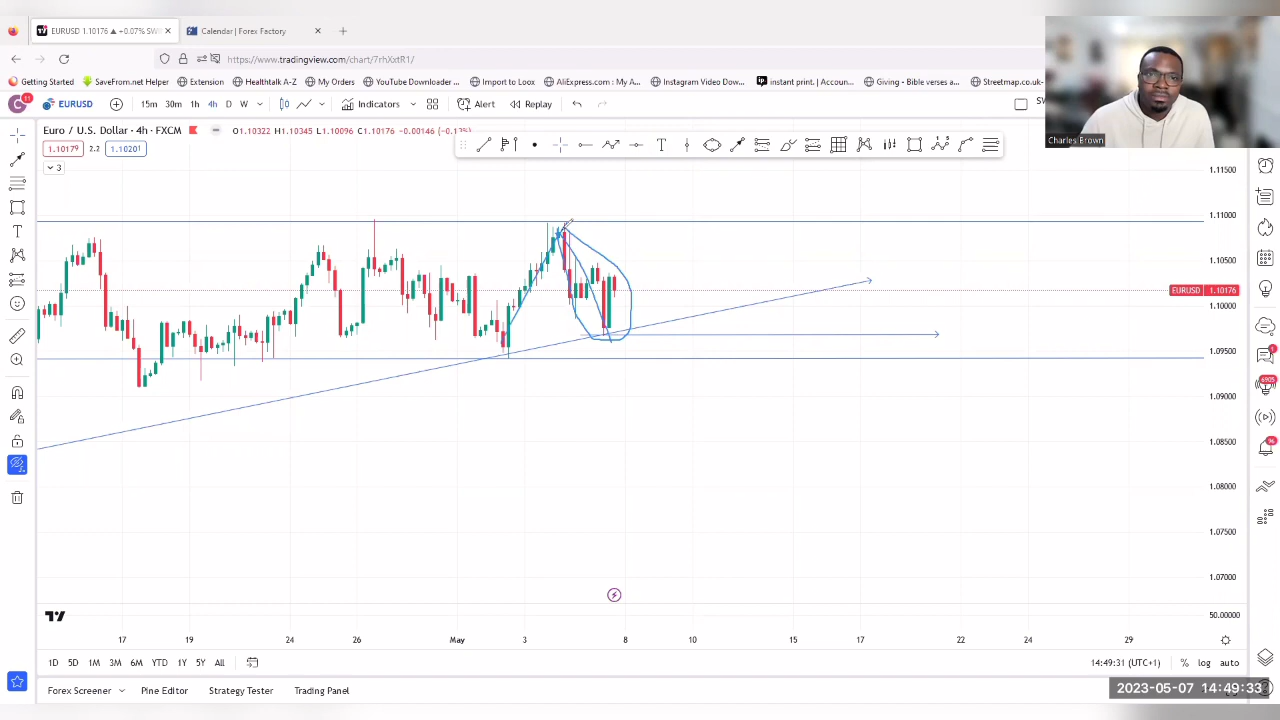 EURUSD 1.10176 ▲ +0.07% SW
Calendar | Forex Factory
https://www.tradingview.com/chart/7rhXxtR1/
Getting Started
SaveFrom.net Helper
Extension
Healthtalk A-Z
My Orders
YouTube Downloader
Import to Loox
AliExpress.com : My A...
Instagram Video Dow...
instant print. | Accoun...
Giving - Bible verses a...
Streetmap.co.uk-
Charles Brown
C 11
EURUSD
15m 30m 1h 4h D W
Indicators
Alert
Replay
Euro / U.S. Dollar · 4h · FXCM
O1.10322 H1.10345 L1.10096 C1.10176 -0.00146 (-0.13%)
1.10179 2.2 1.10201
3
1.11500
1.11000
1.10500
EURUSD 1.10176
1.10000
1.09500
1.09000
1.08500
1.08000
1.07500
1.07000
50.00000
1
6905
96
17 19 24 26 May 3 8 10 15 17 22 24 29
1D 5D 1M 3M 6M YTD 1Y 5Y All
14:49:31 (UTC+1) % log auto
Forex Screener Pine Editor Strategy Tester Trading Panel
2023-05-07 14:49:33